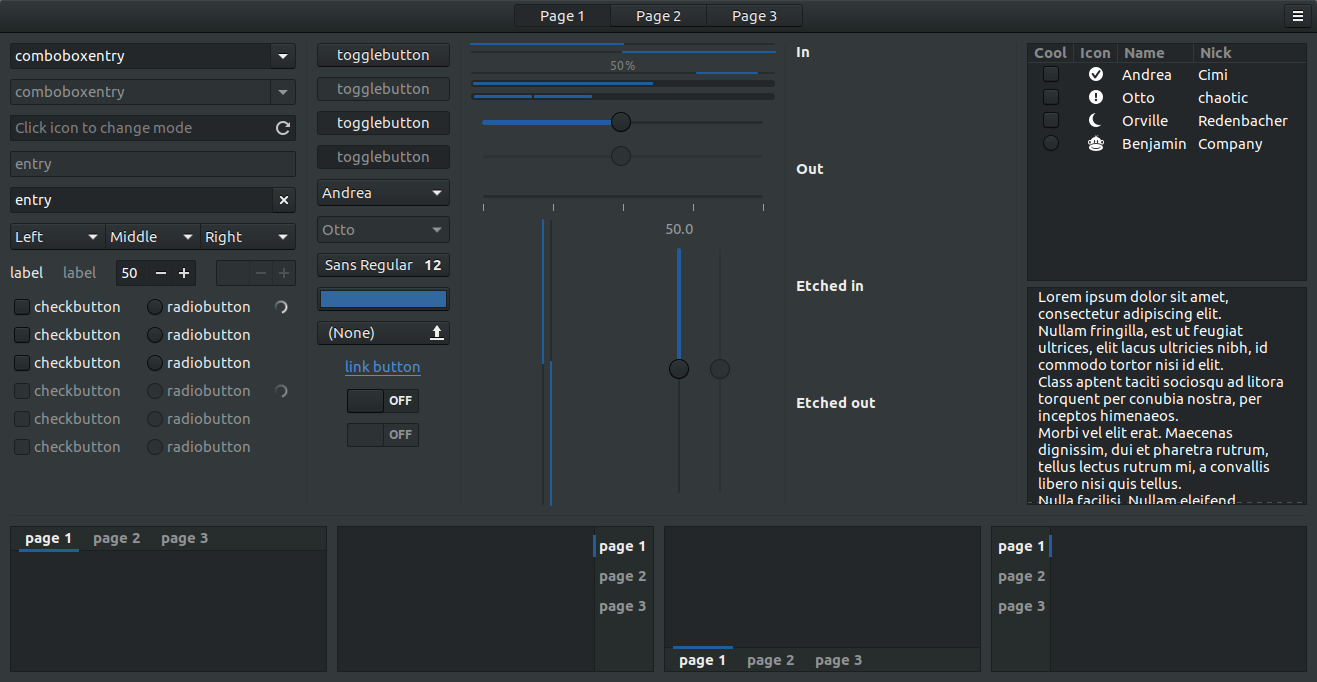 Page 1 Page 2 Page 3
comboboxentry
comboboxentry
Click icon to change mode
entry
entry
Left Middle Right
label label 50
checkbutton radiobutton
checkbutton radiobutton
checkbutton radiobutton
checkbutton radiobutton
checkbutton radiobutton
checkbutton radiobutton
togglebutton
togglebutton
togglebutton
togglebutton
Andrea
Otto
Sans Regular 12
(None)
link button
OFF
OFF
50%
50.0
In
Out
Etched in
Etched out
Cool Icon Name Nick
Andrea Cimi
Otto chaotic
Orville Redenbacher
Benjamin Company
Lorem ipsum dolor sit amet,
consectetur adipiscing elit.
Nullam fringilla, est ut feugiat
ultrices, elit lacus ultricies nibh, id
commodo tortor nisi id elit.
Class aptent taciti sociosqu ad litora
torquent per conubia nostra, per
inceptos himenaeos.
Morbi vel elit erat. Maecenas
dignissim, dui et pharetra rutrum,
tellus lectus rutrum mi, a convallis
libero nisi quis tellus.
Nulla facilisi. Nullam eleifend
page 1 page 2 page 3
page 1
page 2
page 3
page 1 page 2 page 3
page 1
page 2
page 3